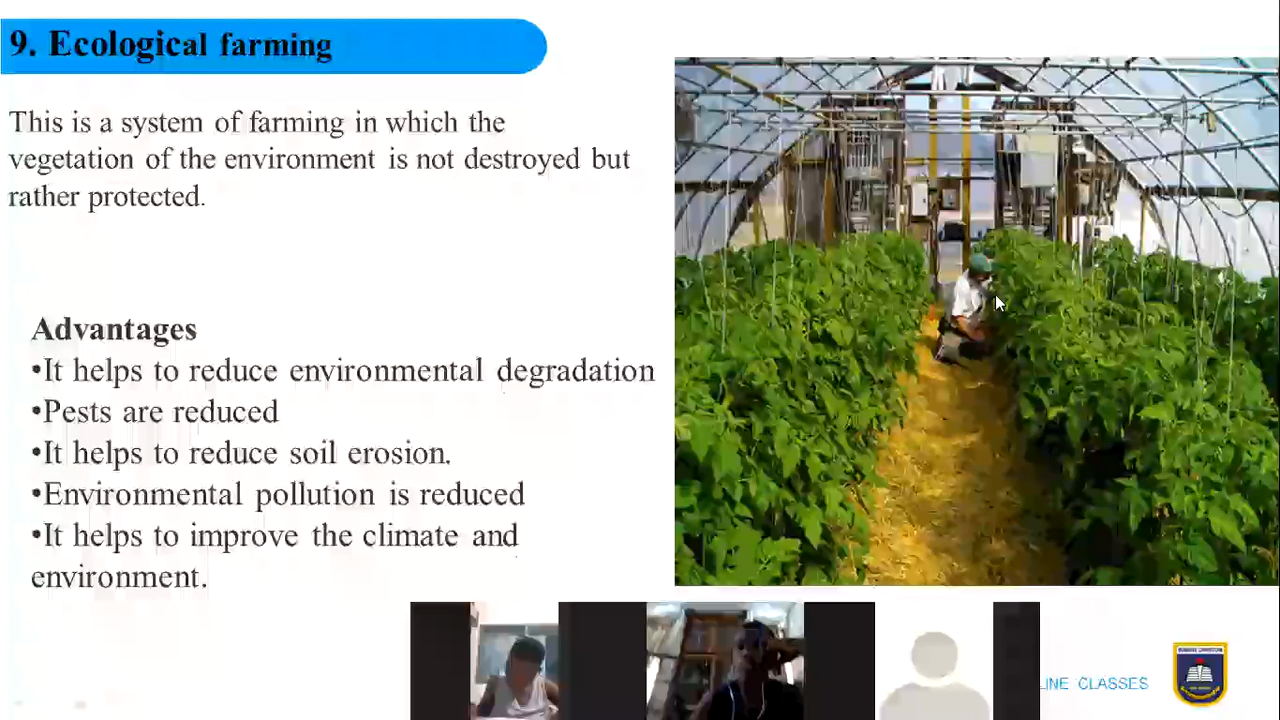 9. Ecological farming
This is a system of farming in which the
vegetation of the environment is not destroyed but
rather protected.
Advantages
•It helps to reduce environmental degradation
•Pests are reduced
•It helps to reduce soil erosion.
•Environmental pollution is reduced
•It helps to improve the climate and
environment.
LINE CLASSES